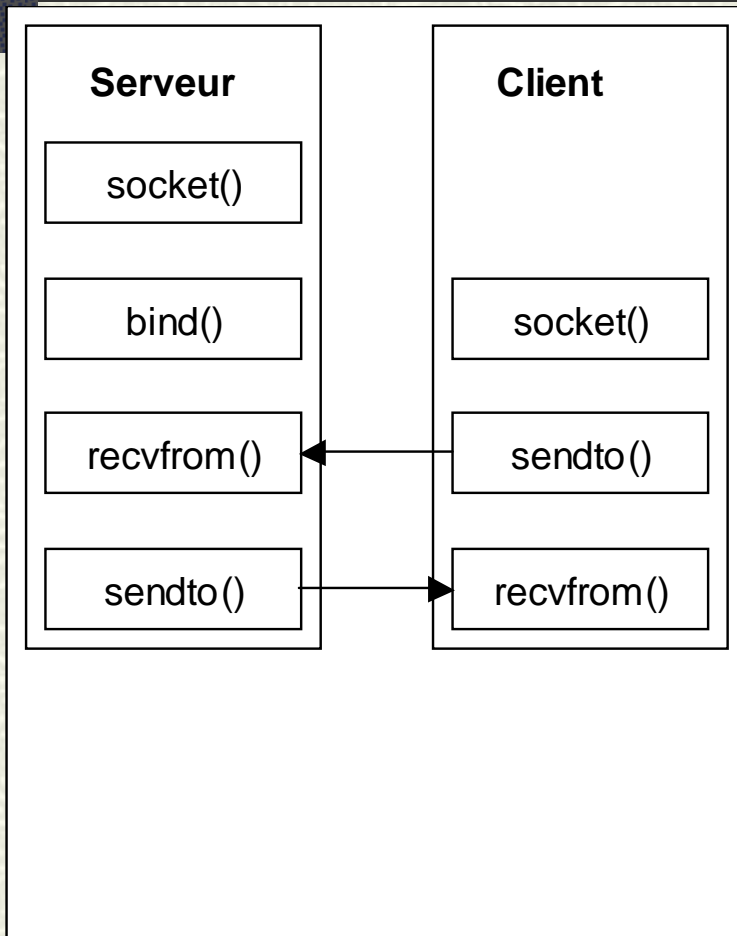 Serveur
socket()
bind()
recvfrom()
sendto()
Client
socket()
sendto()
recvfrom()